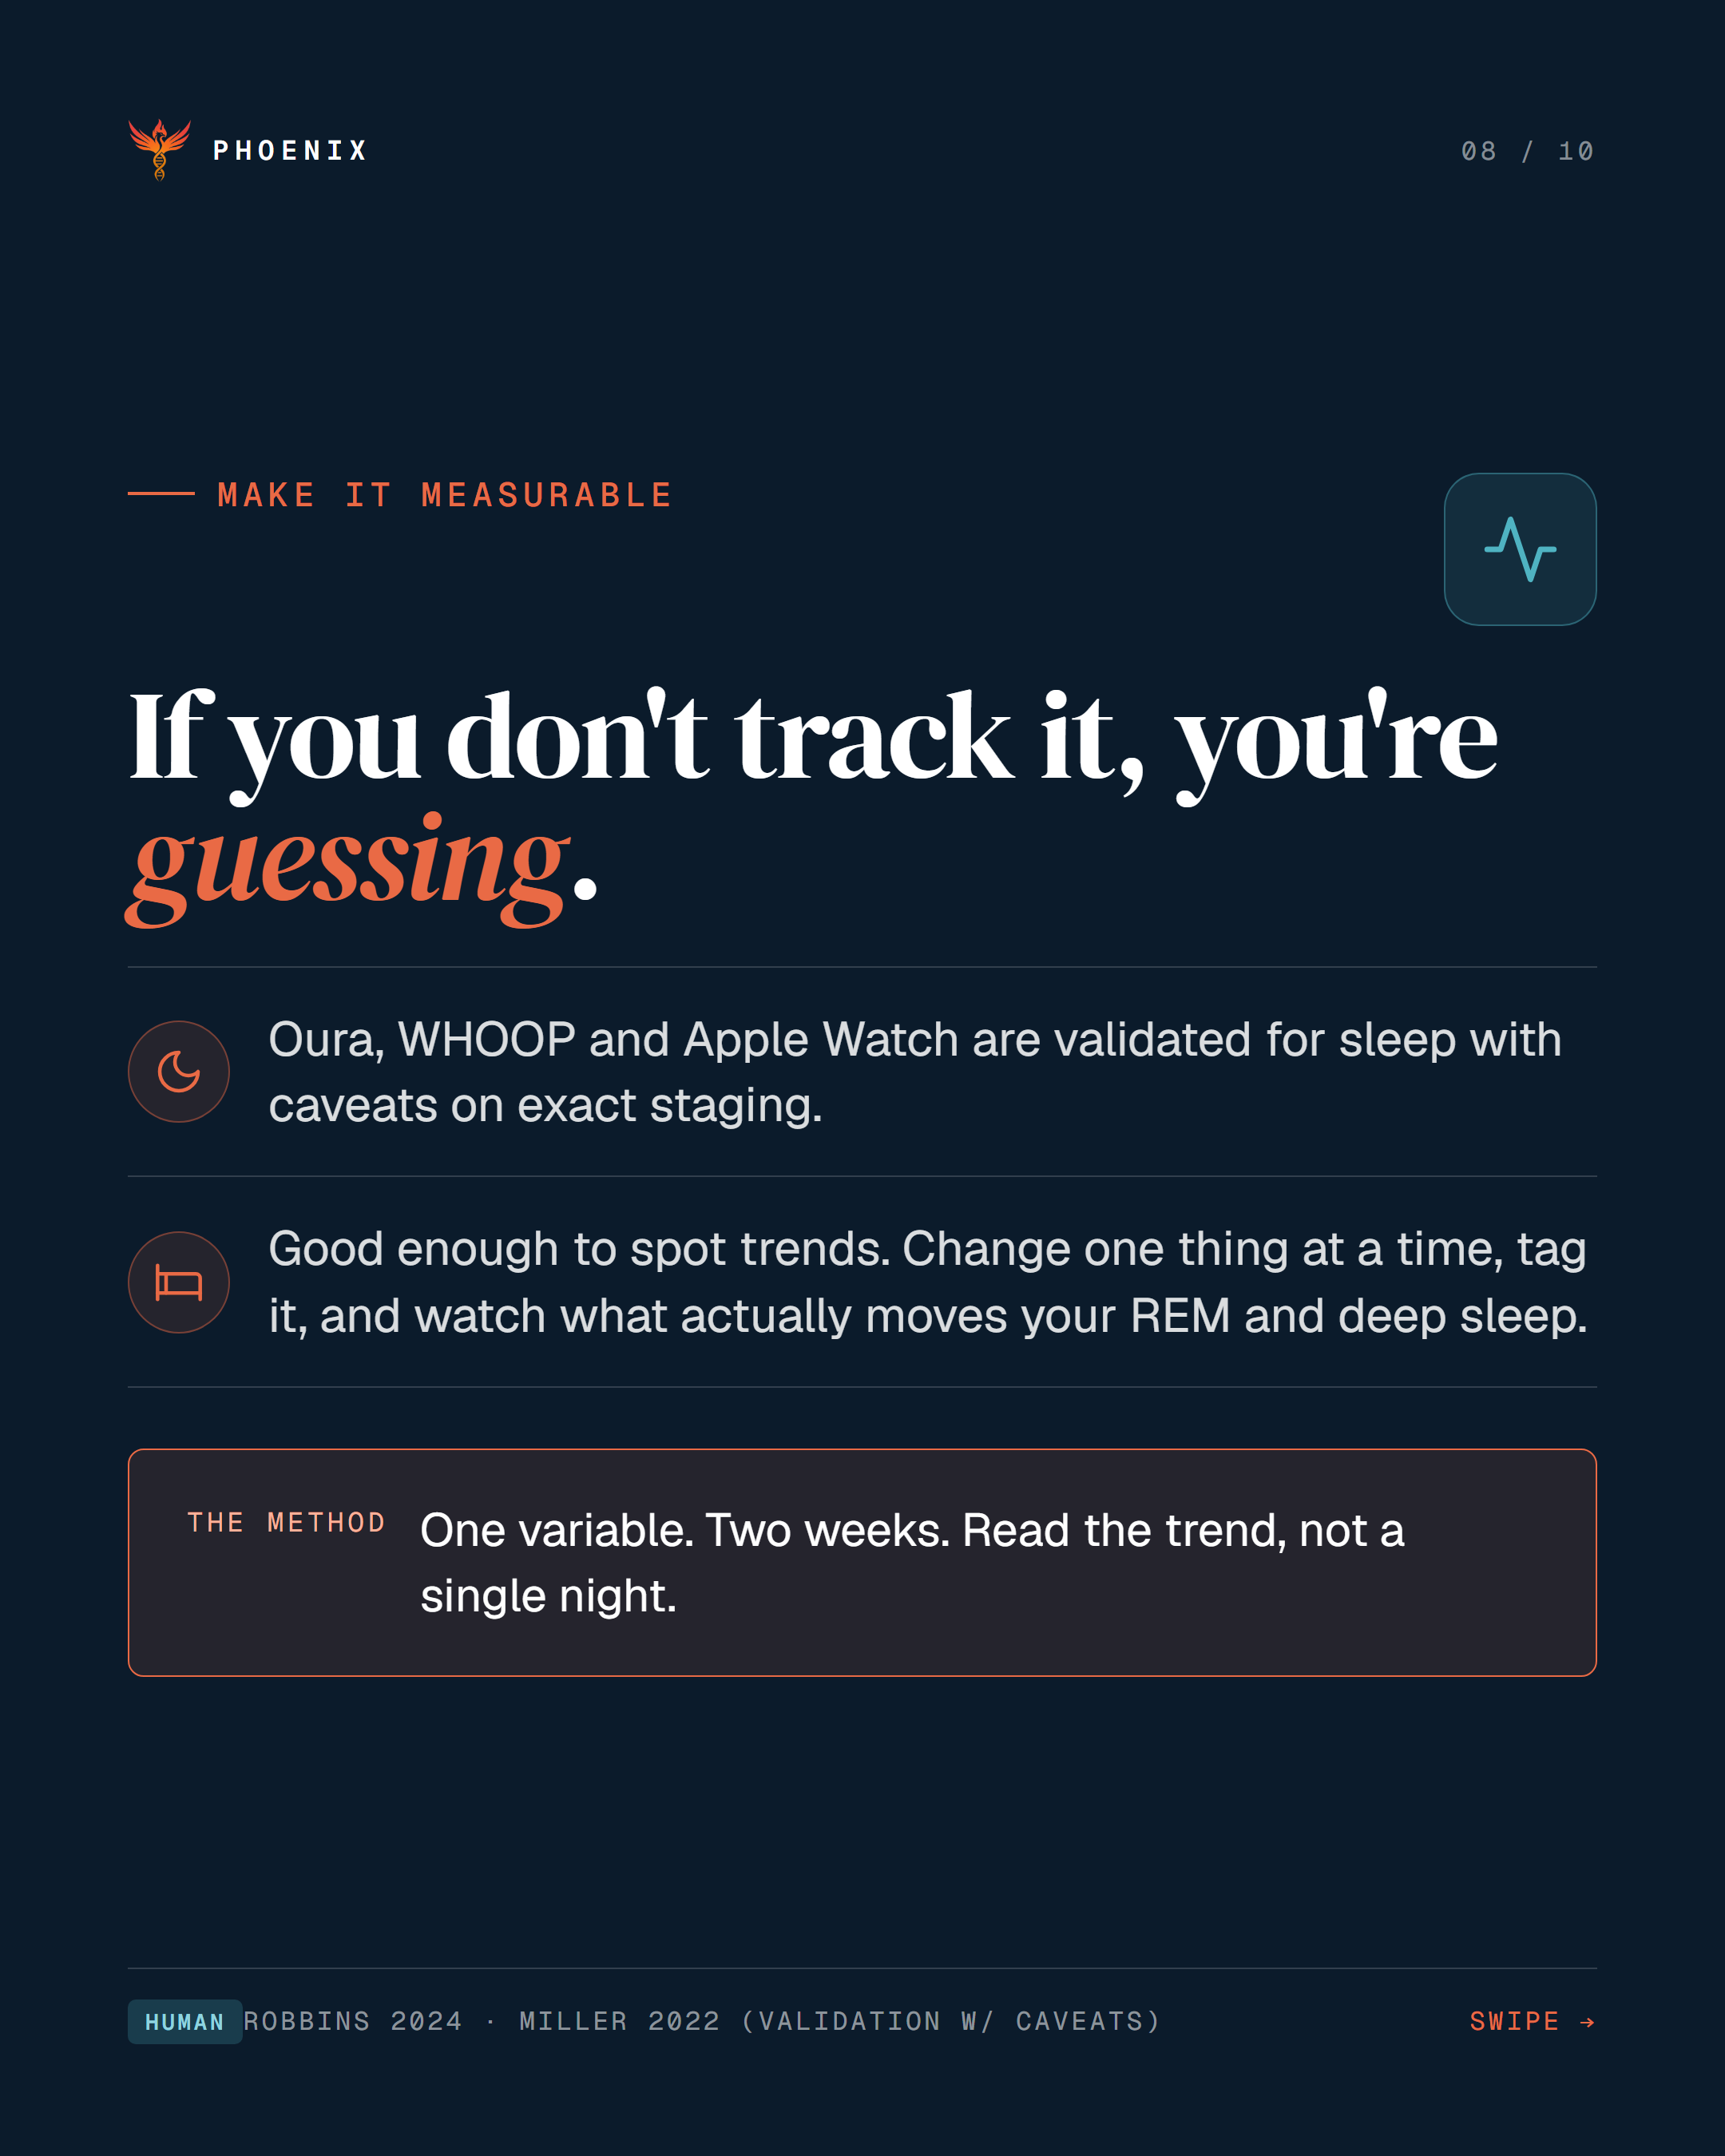 PHOENIX
08 / 10
MAKE IT MEASURABLE
If you don't track it, you're
guessing.
Oura, WHOOP and Apple Watch are validated for sleep with
caveats on exact staging.
Good enough to spot trends. Change one thing at a time, tag
it, and watch what actually moves your REM and deep sleep.
THE METHOD
One variable. Two weeks. Read the trend, not a
single night.
HUMAN
ROBBINS 2024 · MILLER 2022 (VALIDATION W/ CAVEATS)
SWIPE →